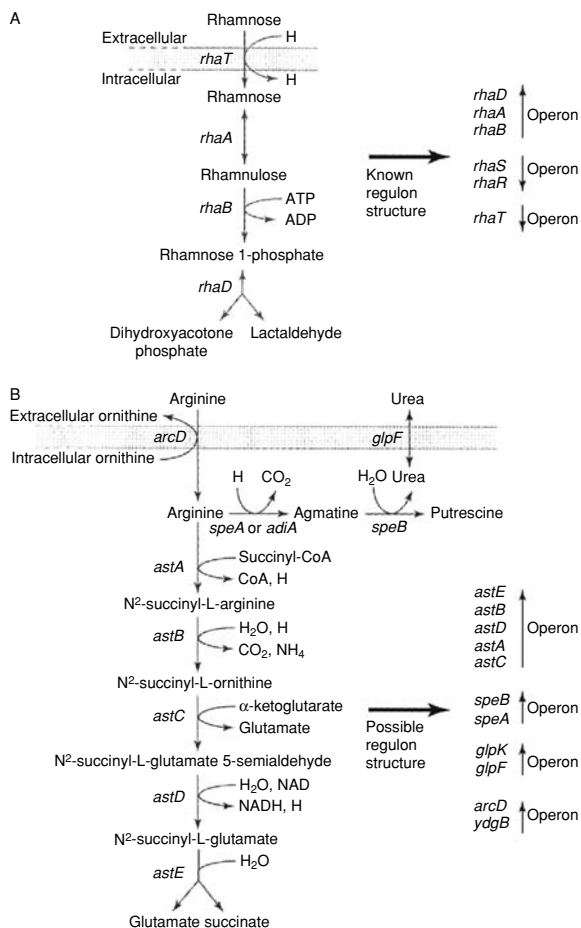 A
Rhamnose
Extracellular
H
rhaT
Intracellular
H
Rhamnose
rhaA
Rhamnulose
rhaB
ATP
ADP
Rhamnose 1-phosphate
rhaD
Dihydroxyacotone
phosphate
Lactaldehyde
Known
regulon
structure
rhaD
rhaA
rhaB
Operon
rhaS
rhaR
Operon
rhaT
Operon
B
Arginine
Urea
Extracellular ornithine
arcD
glpF
Intracellular ornithine
H
CO2
H2O
Urea
Arginine
speA or adiA
Agmatine
speB
Putrescine
astA
Succinyl-CoA
CoA, H
N2-succinyl-L-arginine
astB
H2O, H
CO2, NH4
N2-succinyl-L-ornithine
astC
α-ketoglutarate
Glutamate
N2-succinyl-L-glutamate 5-semialdehyde
astD
H2O, NAD
NADH, H
N2-succinyl-L-glutamate
astE
H2O
Glutamate succinate
Possible
regulon
structure
astE
astB
astD
astA
astC
Operon
speB
speA
Operon
glpK
glpF
Operon
arcD
ydgB
Operon